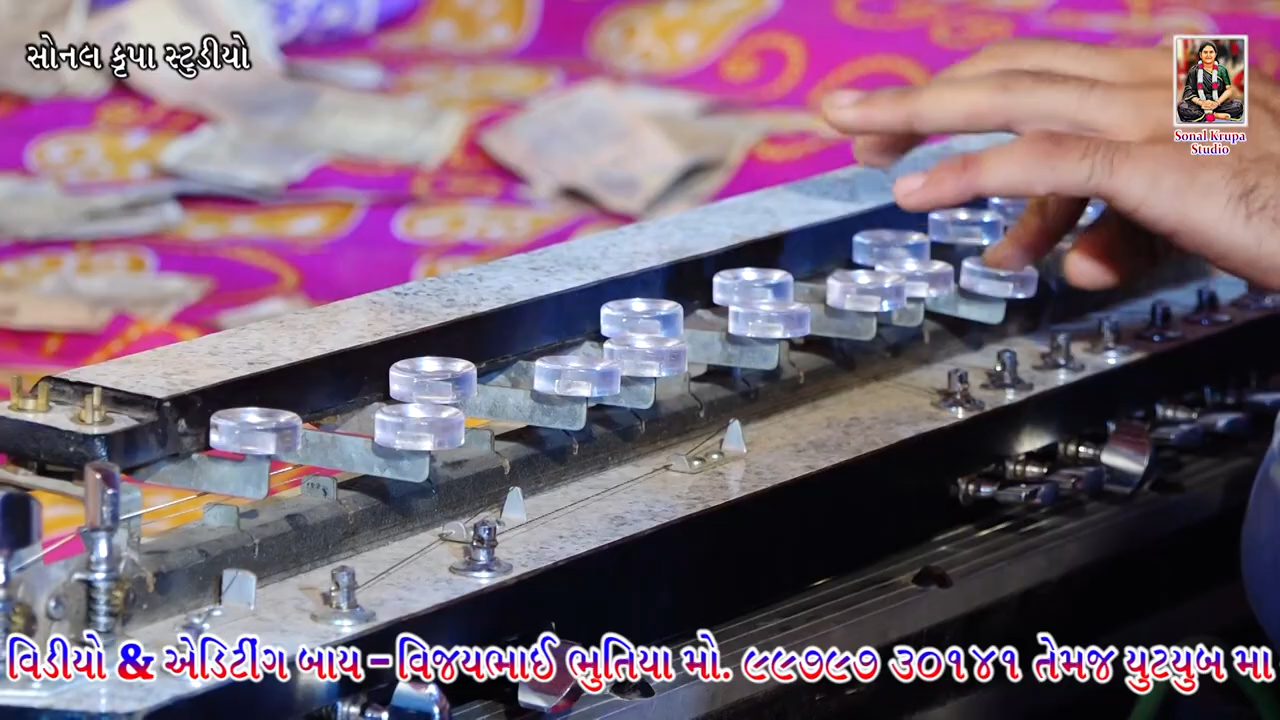 સોનલ કૃપા સ્ટુડીયો
Sonal Krupa
Studio
વિડીયો & એડિટીંગ બાય - વિજયભાઈ ભુતિયા મો. ૯૯૭૯૭ ૩૦૧૪૧ તેમજ યુટયુબ મા